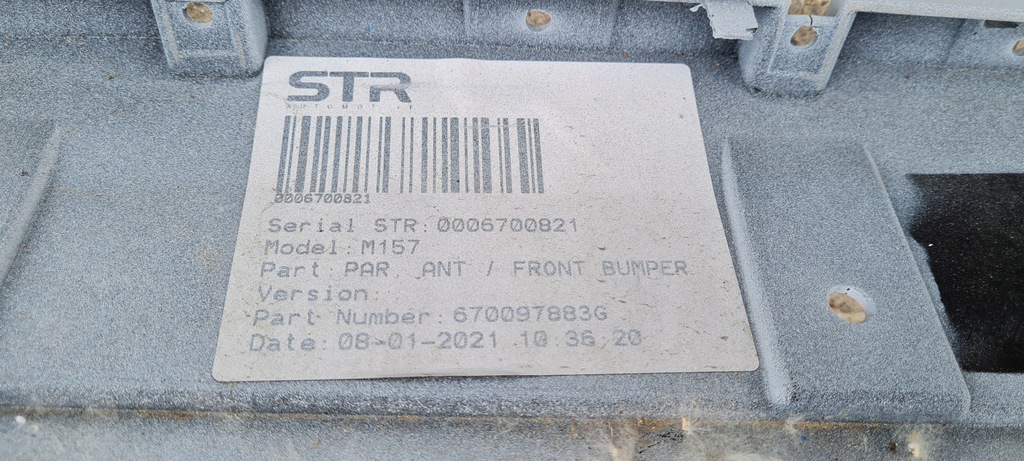 STR
AUTOMOTIVE
0006700821
Serial STR: 0006700821
Model: M157
Part: PAR. ANT / FRONT BUMPER
Version:
Part Number: 670097883G
Date: 08-01-2021 10:36:20